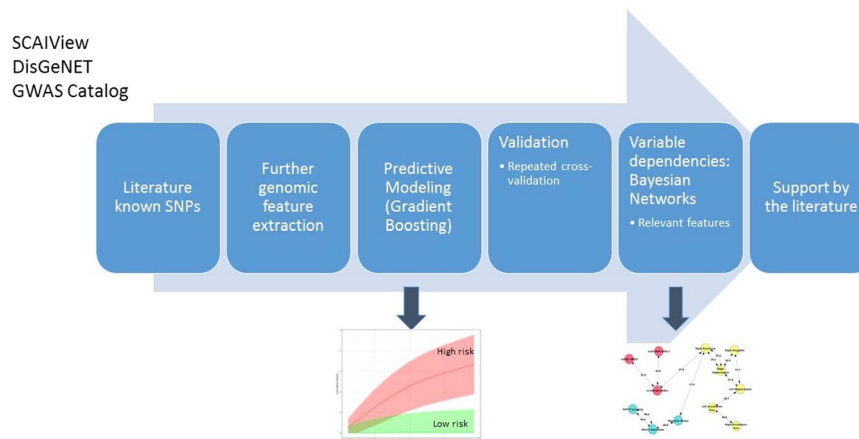 SCAIView
DisGeNET
GWAS Catalog
Literature
known SNPs
Further
genomic
feature
extraction
Predictive
Modeling
(Gradient
Boosting)
Validation
• Repeated cross-
validation
Variable
dependencies:
Bayesian
Networks
• Relevant features
Support by
the literature
High risk
Low risk